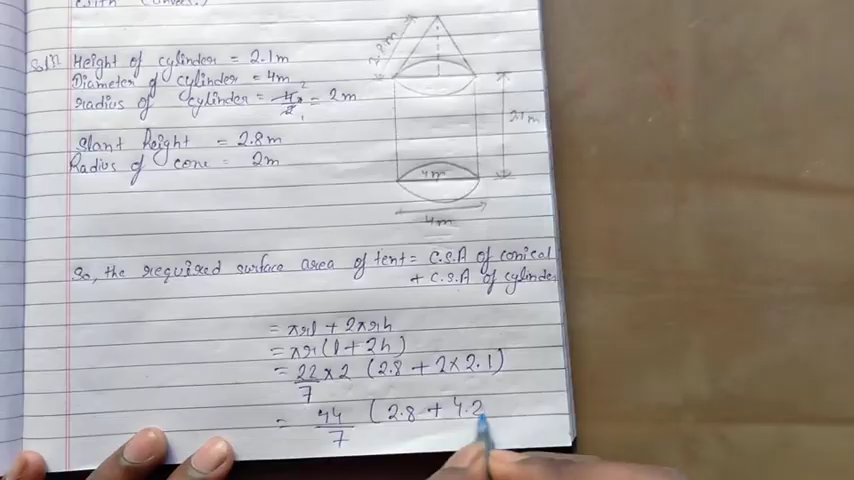 Height of cylinder = 2.1m
Diameter of cylinder = 4m
radius of cylinder = 4/2 = 2m
Slant height = 2.8m
Radius of cone = 2m
2.8m
2.1m
4m
4m
So, the required surface area of tent = C.S.A of conical
+ C.S.A of cylinder
= πrl + 2πrh
= πr(l + 2h)
= 22/7 × 2 (2.8 + 2×2.1)
= 44/7 (2.8 + 4.2